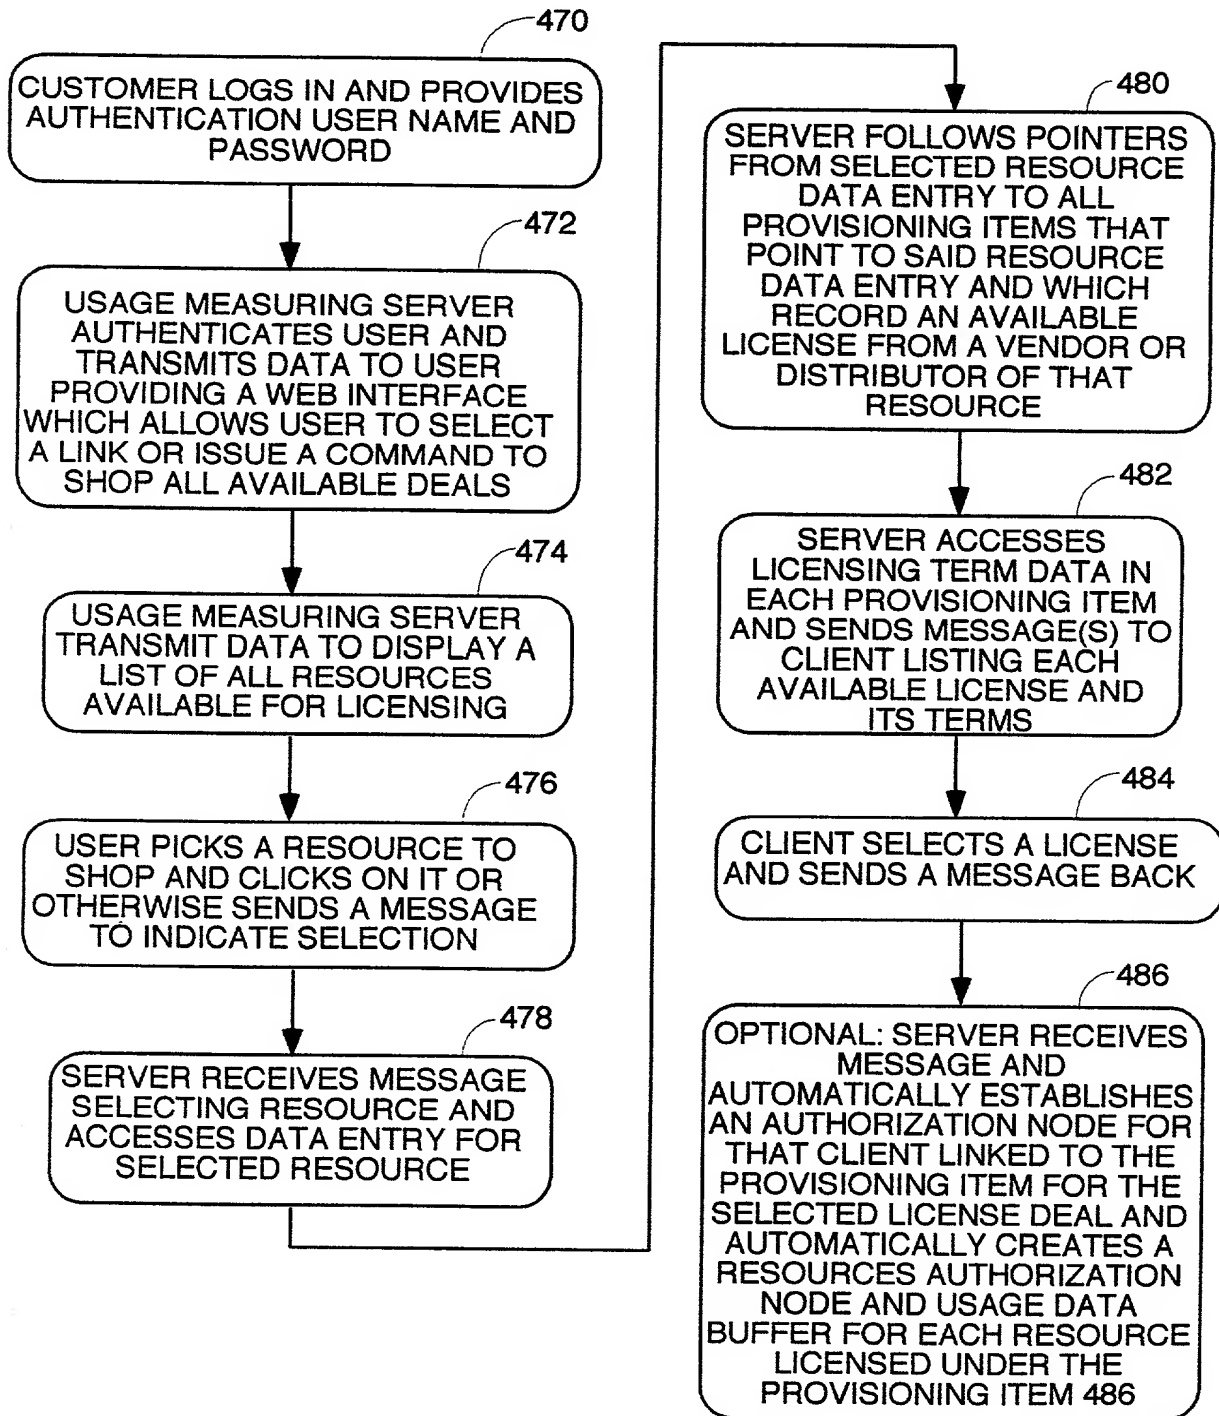 470
CUSTOMER LOGS IN AND PROVIDES
AUTHENTICATION USER NAME AND
PASSWORD
472
USAGE MEASURING SERVER
AUTHENTICATES USER AND
TRANSMITS DATA TO USER
PROVIDING A WEB INTERFACE
WHICH ALLOWS USER TO SELECT
A LINK OR ISSUE A COMMAND TO
SHOP ALL AVAILABLE DEALS
474
USAGE MEASURING SERVER
TRANSMIT DATA TO DISPLAY A
LIST OF ALL RESOURCES
AVAILABLE FOR LICENSING
476
USER PICKS A RESOURCE TO
SHOP AND CLICKS ON IT OR
OTHERWISE SENDS A MESSAGE
TO INDICATE SELECTION
478
SERVER RECEIVES MESSAGE
SELECTING RESOURCE AND
ACCESSES DATA ENTRY FOR
SELECTED RESOURCE
480
SERVER FOLLOWS POINTERS
FROM SELECTED RESOURCE
DATA ENTRY TO ALL
PROVISIONING ITEMS THAT
POINT TO SAID RESOURCE
DATA ENTRY AND WHICH
RECORD AN AVAILABLE
LICENSE FROM A VENDOR OR
DISTRIBUTOR OF THAT
RESOURCE
482
SERVER ACCESSES
LICENSING TERM DATA IN
EACH PROVISIONING ITEM
AND SENDS MESSAGE(S) TO
CLIENT LISTING EACH
AVAILABLE LICENSE AND
ITS TERMS
484
CLIENT SELECTS A LICENSE
AND SENDS A MESSAGE BACK
486
OPTIONAL: SERVER RECEIVES
MESSAGE AND
AUTOMATICALLY ESTABLISHES
AN AUTHORIZATION NODE FOR
THAT CLIENT LINKED TO THE
PROVISIONING ITEM FOR THE
SELECTED LICENSE DEAL AND
AUTOMATICALLY CREATES A
RESOURCES AUTHORIZATION
NODE AND USAGE DATA
BUFFER FOR EACH RESOURCE
LICENSED UNDER THE
PROVISIONING ITEM 486